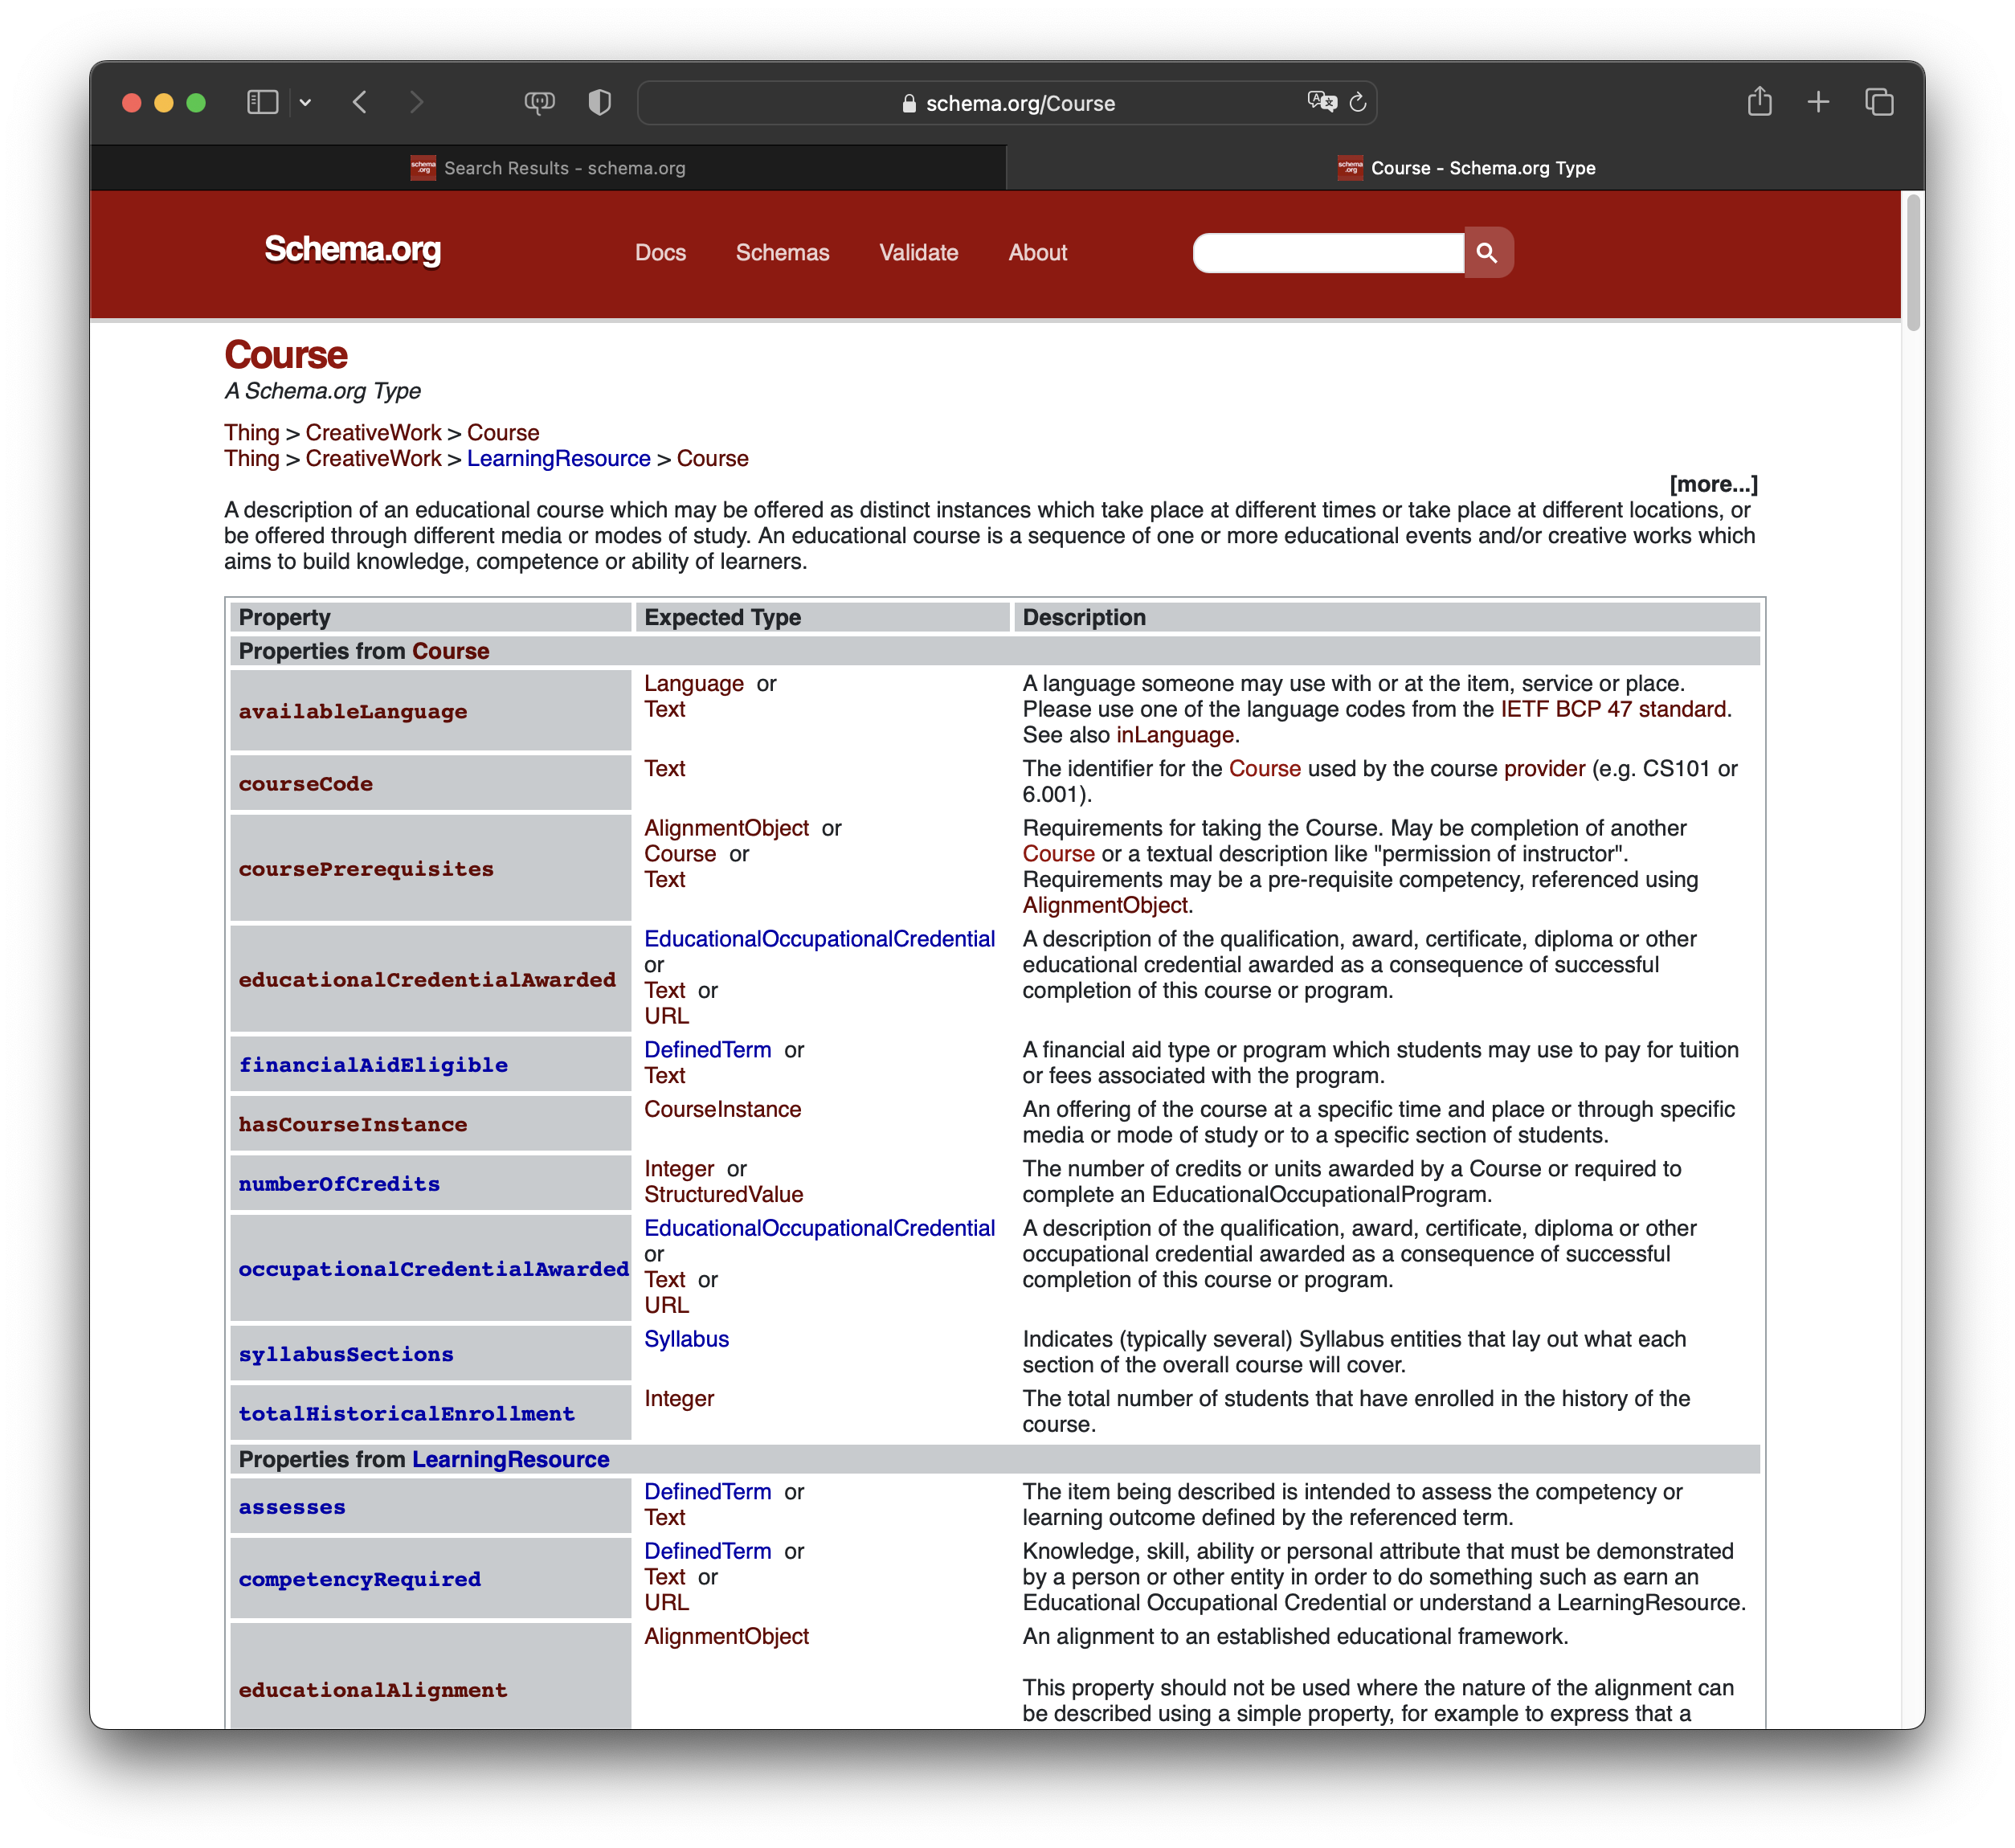 schema.org/Course
Search Results - schema.org
Course - Schema.org Type
Schema.org
Docs Schemas Validate About
Course
A Schema.org Type
Thing > CreativeWork > Course
Thing > CreativeWork > LearningResource > Course
[more...]
A description of an educational course which may be offered as distinct instances which take place at different times or take place at different locations, or
be offered through different media or modes of study. An educational course is a sequence of one or more educational events and/or creative works which
aims to build knowledge, competence or ability of learners.
Property Expected Type Description
Properties from Course
availableLanguage
Language or
Text
A language someone may use with or at the item, service or place.
Please use one of the language codes from the IETF BCP 47 standard.
See also inLanguage.
courseCode
Text
The identifier for the Course used by the course provider (e.g. CS101 or
6.001).
coursePrerequisites
AlignmentObject or
Course or
Text
Requirements for taking the Course. May be completion of another
Course or a textual description like "permission of instructor".
Requirements may be a pre-requisite competency, referenced using
AlignmentObject.
educationalCredentialAwarded
EducationalOccupationalCredential
or
Text or
URL
A description of the qualification, award, certificate, diploma or other
educational credential awarded as a consequence of successful
completion of this course or program.
financialAidEligible
DefinedTerm or
Text
A financial aid type or program which students may use to pay for tuition
or fees associated with the program.
hasCourseInstance
CourseInstance
An offering of the course at a specific time and place or through specific
media or mode of study or to a specific section of students.
numberOfCredits
Integer or
StructuredValue
The number of credits or units awarded by a Course or required to
complete an EducationalOccupationalProgram.
occupationalCredentialAwarded
EducationalOccupationalCredential
or
Text or
URL
A description of the qualification, award, certificate, diploma or other
occupational credential awarded as a consequence of successful
completion of this course or program.
syllabusSections
Syllabus
Indicates (typically several) Syllabus entities that lay out what each
section of the overall course will cover.
totalHistoricalEnrollment
Integer
The total number of students that have enrolled in the history of the
course.
Properties from LearningResource
assesses
DefinedTerm or
Text
The item being described is intended to assess the competency or
learning outcome defined by the referenced term.
competencyRequired
DefinedTerm or
Text or
URL
Knowledge, skill, ability or personal attribute that must be demonstrated
by a person or other entity in order to do something such as earn an
Educational Occupational Credential or understand a LearningResource.
educationalAlignment
AlignmentObject
An alignment to an established educational framework.
This property should not be used where the nature of the alignment can
be described using a simple property, for example to express that a